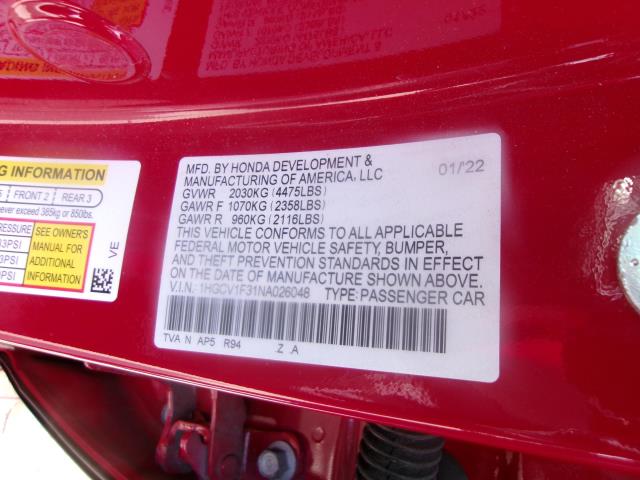 MFD. BY HONDA DEVELOPMENT &
MANUFACTURING OF AMERICA, LLC
01/22
GVWR 2030KG (4475LBS)
GAWR F 1070KG (2358LBS)
GAWR R 960KG (2116LBS)
THIS VEHICLE CONFORMS TO ALL APPLICABLE
FEDERAL MOTOR VEHICLE SAFETY, BUMPER,
AND THEFT PREVENTION STANDARDS IN EFFECT
ON THE DATE OF MANUFACTURE SHOWN ABOVE.
V.I.N.: 1HGCV1F31NA026048 TYPE: PASSENGER CAR
TVA N AP5 R94 .Z .A
INFORMATION
5 FRONT 2 REAR 3
never exceed 385kg or 850lbs.
PRESSURE
SEE OWNER'S
MANUAL FOR
ADDITIONAL
INFORMATION
VE